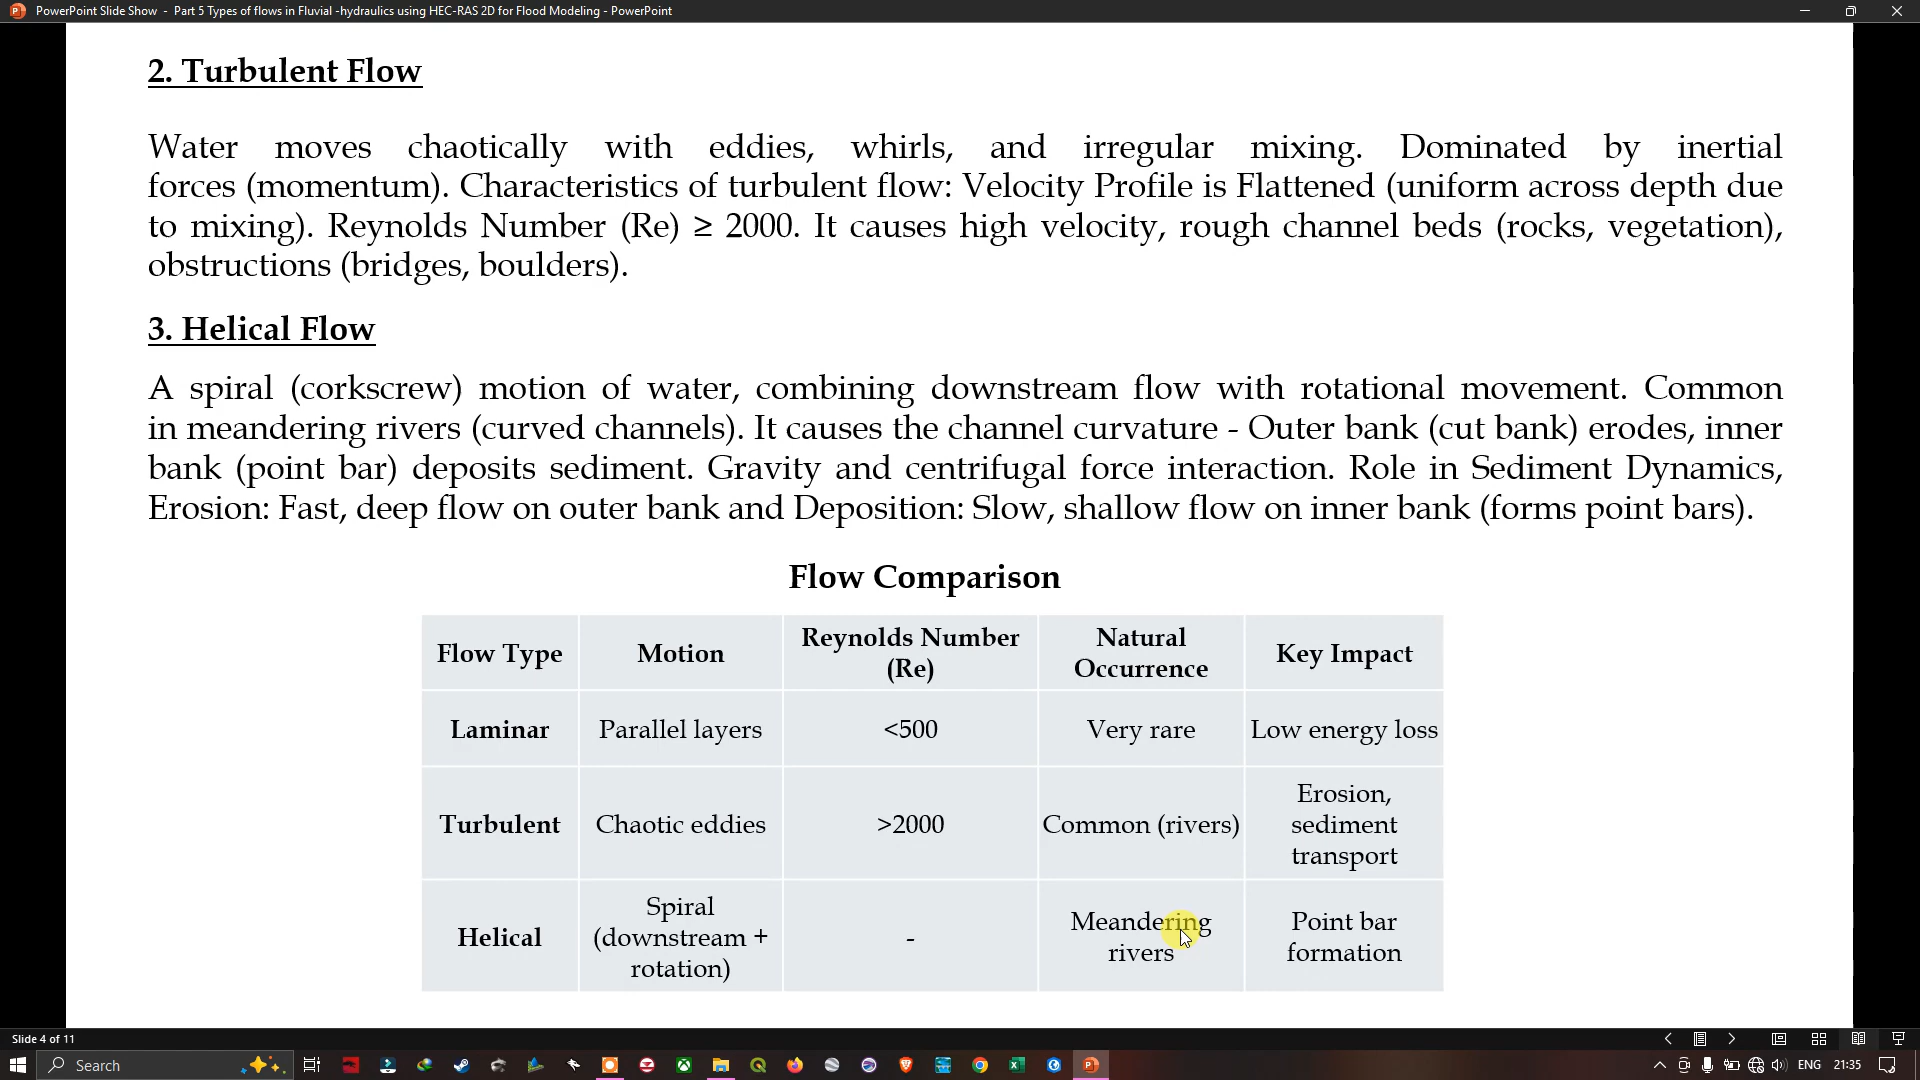 PowerPoint Slide Show - Part 5 Types of flows in Fluvial -hydraulics using HEC-RAS 2D for Flood Modeling - PowerPoint
2. Turbulent Flow
Water moves chaotically with eddies, whirls, and irregular mixing. Dominated by inertial
forces (momentum). Characteristics of turbulent flow: Velocity Profile is Flattened (uniform across depth due
to mixing). Reynolds Number (Re) ≥ 2000. It causes high velocity, rough channel beds (rocks, vegetation),
obstructions (bridges, boulders).
3. Helical Flow
A spiral (corkscrew) motion of water, combining downstream flow with rotational movement. Common
in meandering rivers (curved channels). It causes the channel curvature - Outer bank (cut bank) erodes, inner
bank (point bar) deposits sediment. Gravity and centrifugal force interaction. Role in Sediment Dynamics,
Erosion: Fast, deep flow on outer bank and Deposition: Slow, shallow flow on inner bank (forms point bars).
Flow Comparison
Flow Type Motion Reynolds Number (Re) Natural Occurrence Key Impact
Laminar Parallel layers <500 Very rare Low energy loss
Turbulent Chaotic eddies >2000 Common (rivers) Erosion, sediment transport
Helical Spiral (downstream + rotation) - Meandering rivers Point bar formation
Slide 4 of 11
Search
ENG 21:35